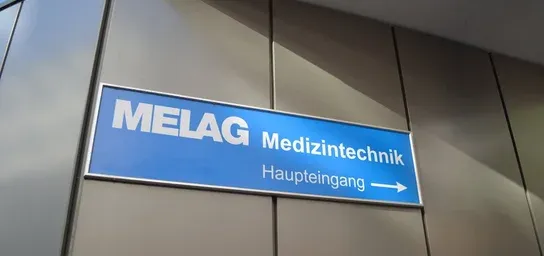 MELAG Medizintechnik
Haupteingang →